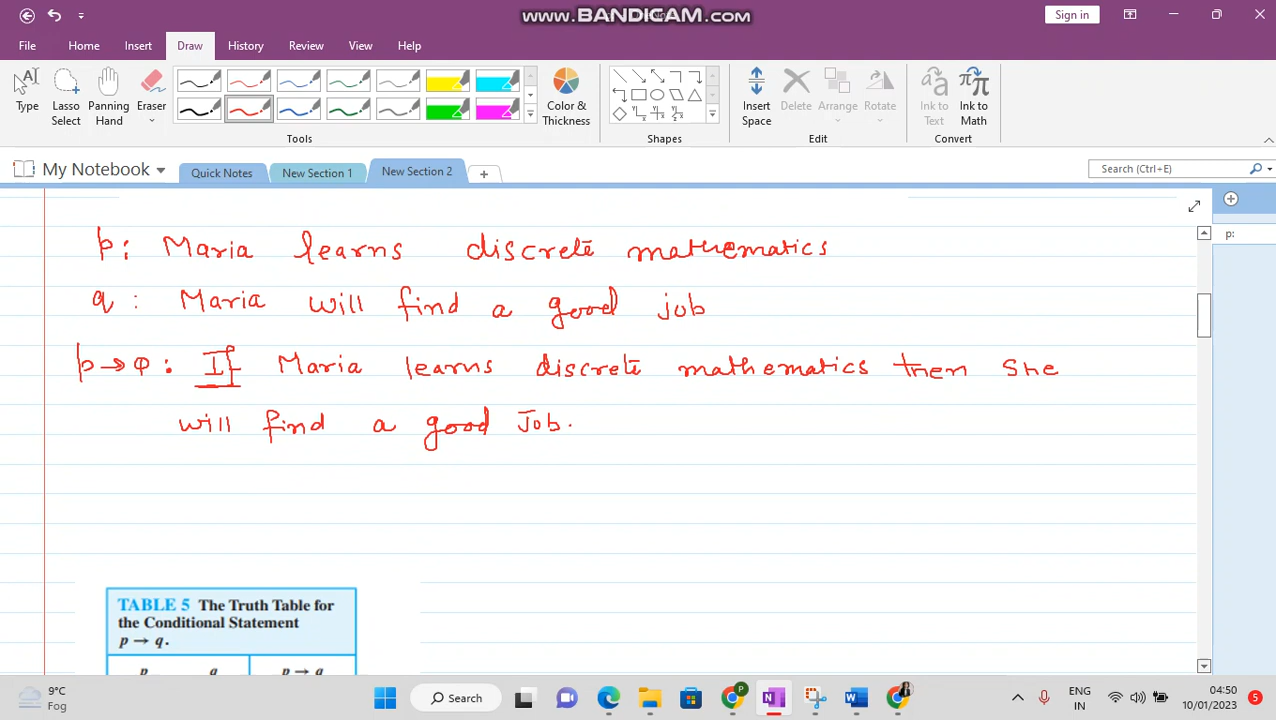 www.BANDICAM.com
Sign in
File Home Insert Draw History Review View Help
Type
Lasso Select
Panning Hand
Eraser
Color & Thickness
Insert Space
Delete
Arrange
Rotate
Ink to Text
Ink to Math
Tools
Shapes
Edit
Convert
My Notebook
Quick Notes
New Section 1
New Section 2
Search (Ctrl+E)
p:
p: Maria learns discrete mathematics
q: Maria will find a good job
p→q: If Maria learns discrete mathematics then she
will find a good Job.
TABLE 5 The Truth Table for
the Conditional Statement
p → q.
p q p → q
9°C
Fog
Search
ENG
IN
04:50
10/01/2023
5